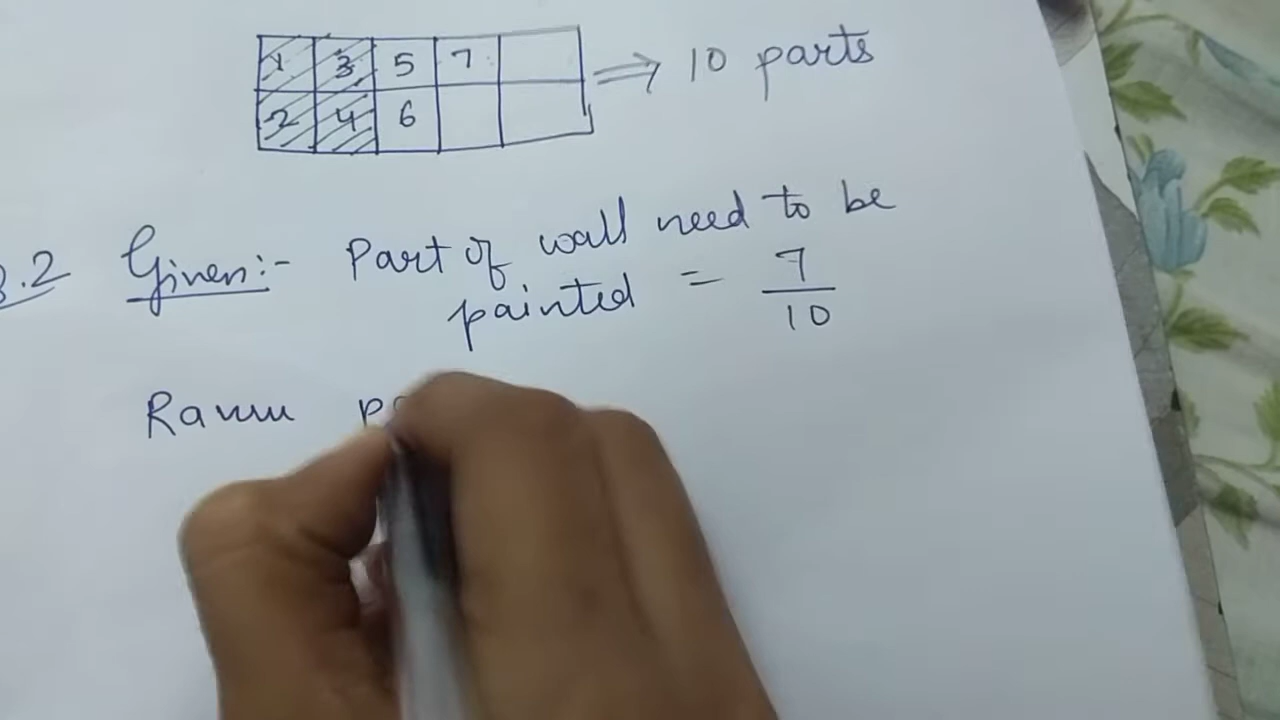 1 3 5 7 ⇒ 10 parts
2 4 6
Given:- Part of wall need to be
painted = 7/10
Ramu